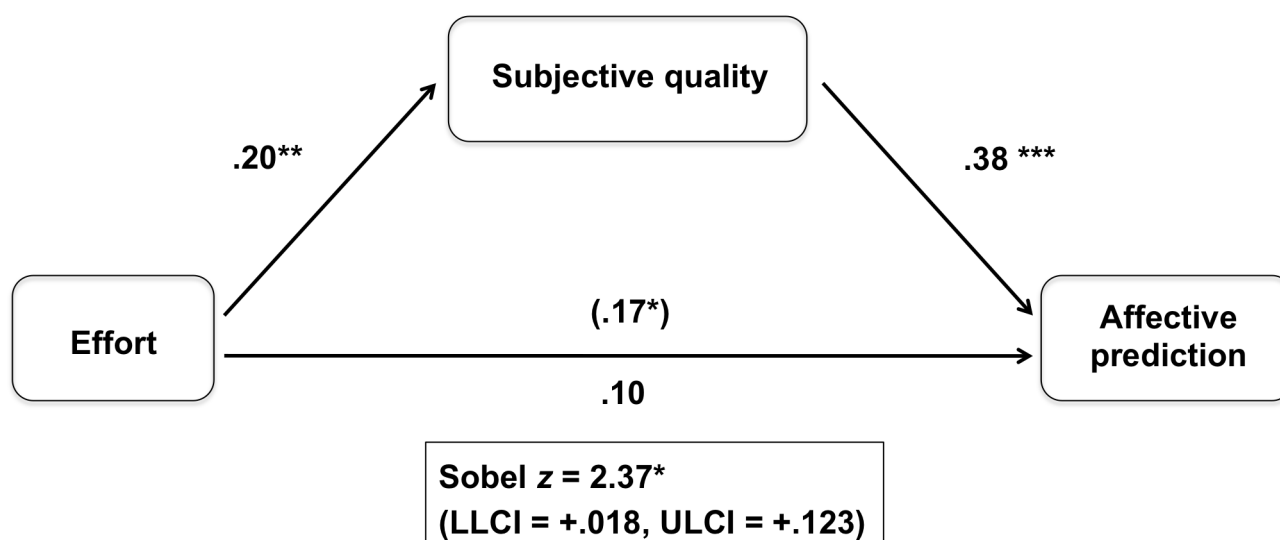 Subjective quality
.20**
.38 ***
(.17*)
Effort
Affective
prediction
.10
Sobel z = 2.37*
(LLCI = +.018, ULCI = +.123)